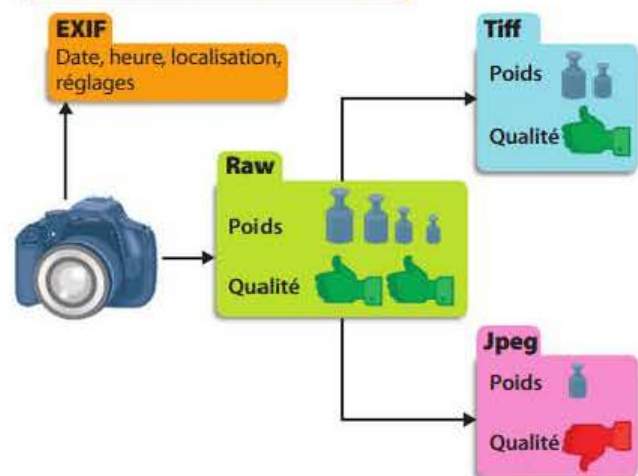 EXIF
Date, heure, localisation,
réglages
Tiff
Poids
Qualité
Raw
Poids
Qualité
Jpeg
Poids
Qualité